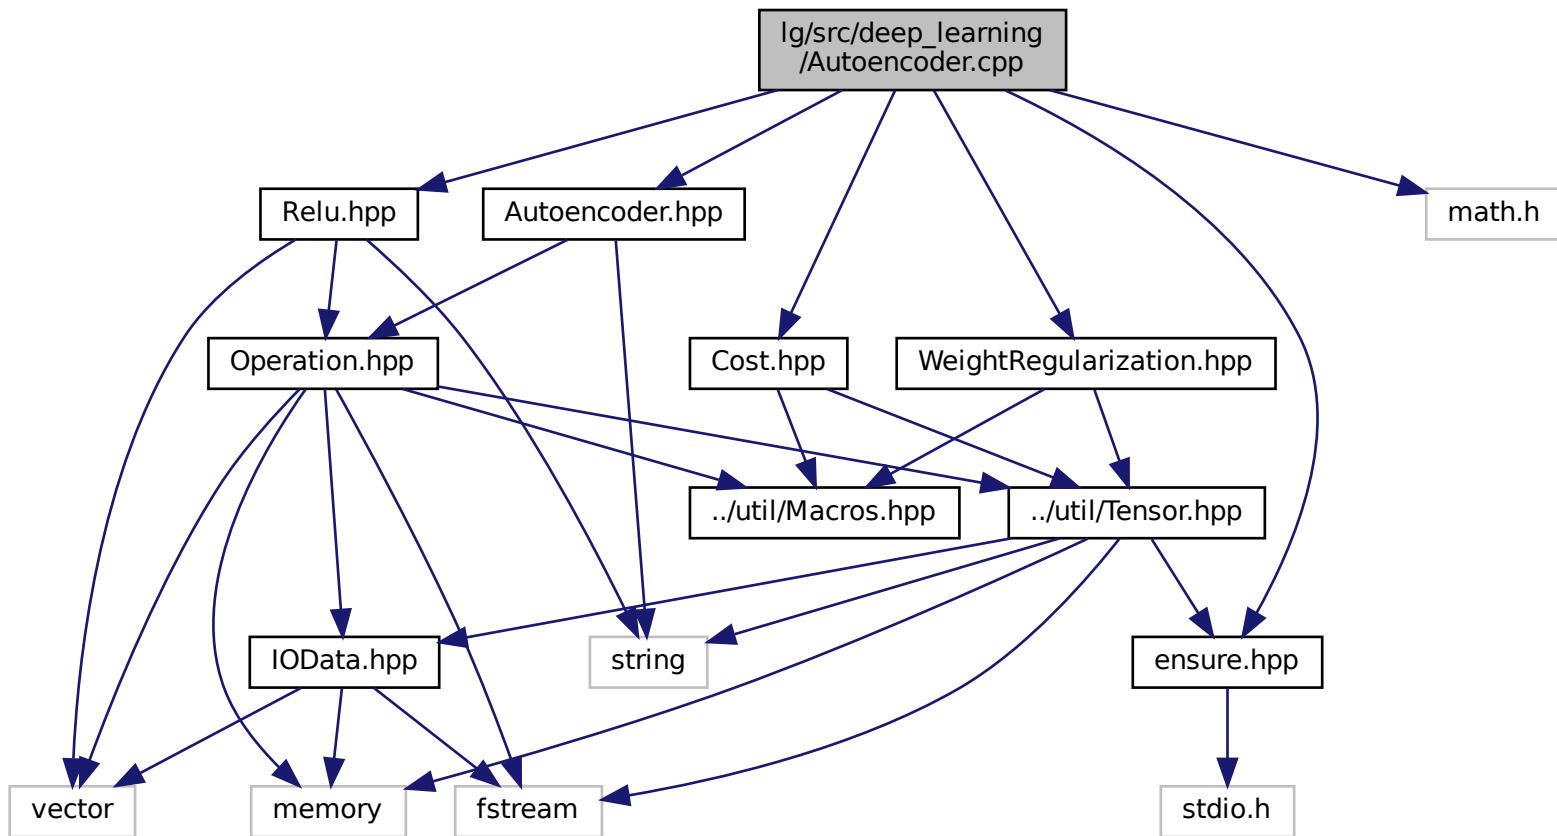 lg/src/deep_learning
/Autoencoder.cpp
Relu.hpp
Autoencoder.hpp
math.h
Operation.hpp
Cost.hpp
WeightRegularization.hpp
../util/Macros.hpp
../util/Tensor.hpp
IOData.hpp
string
ensure.hpp
vector
memory
fstream
stdio.h